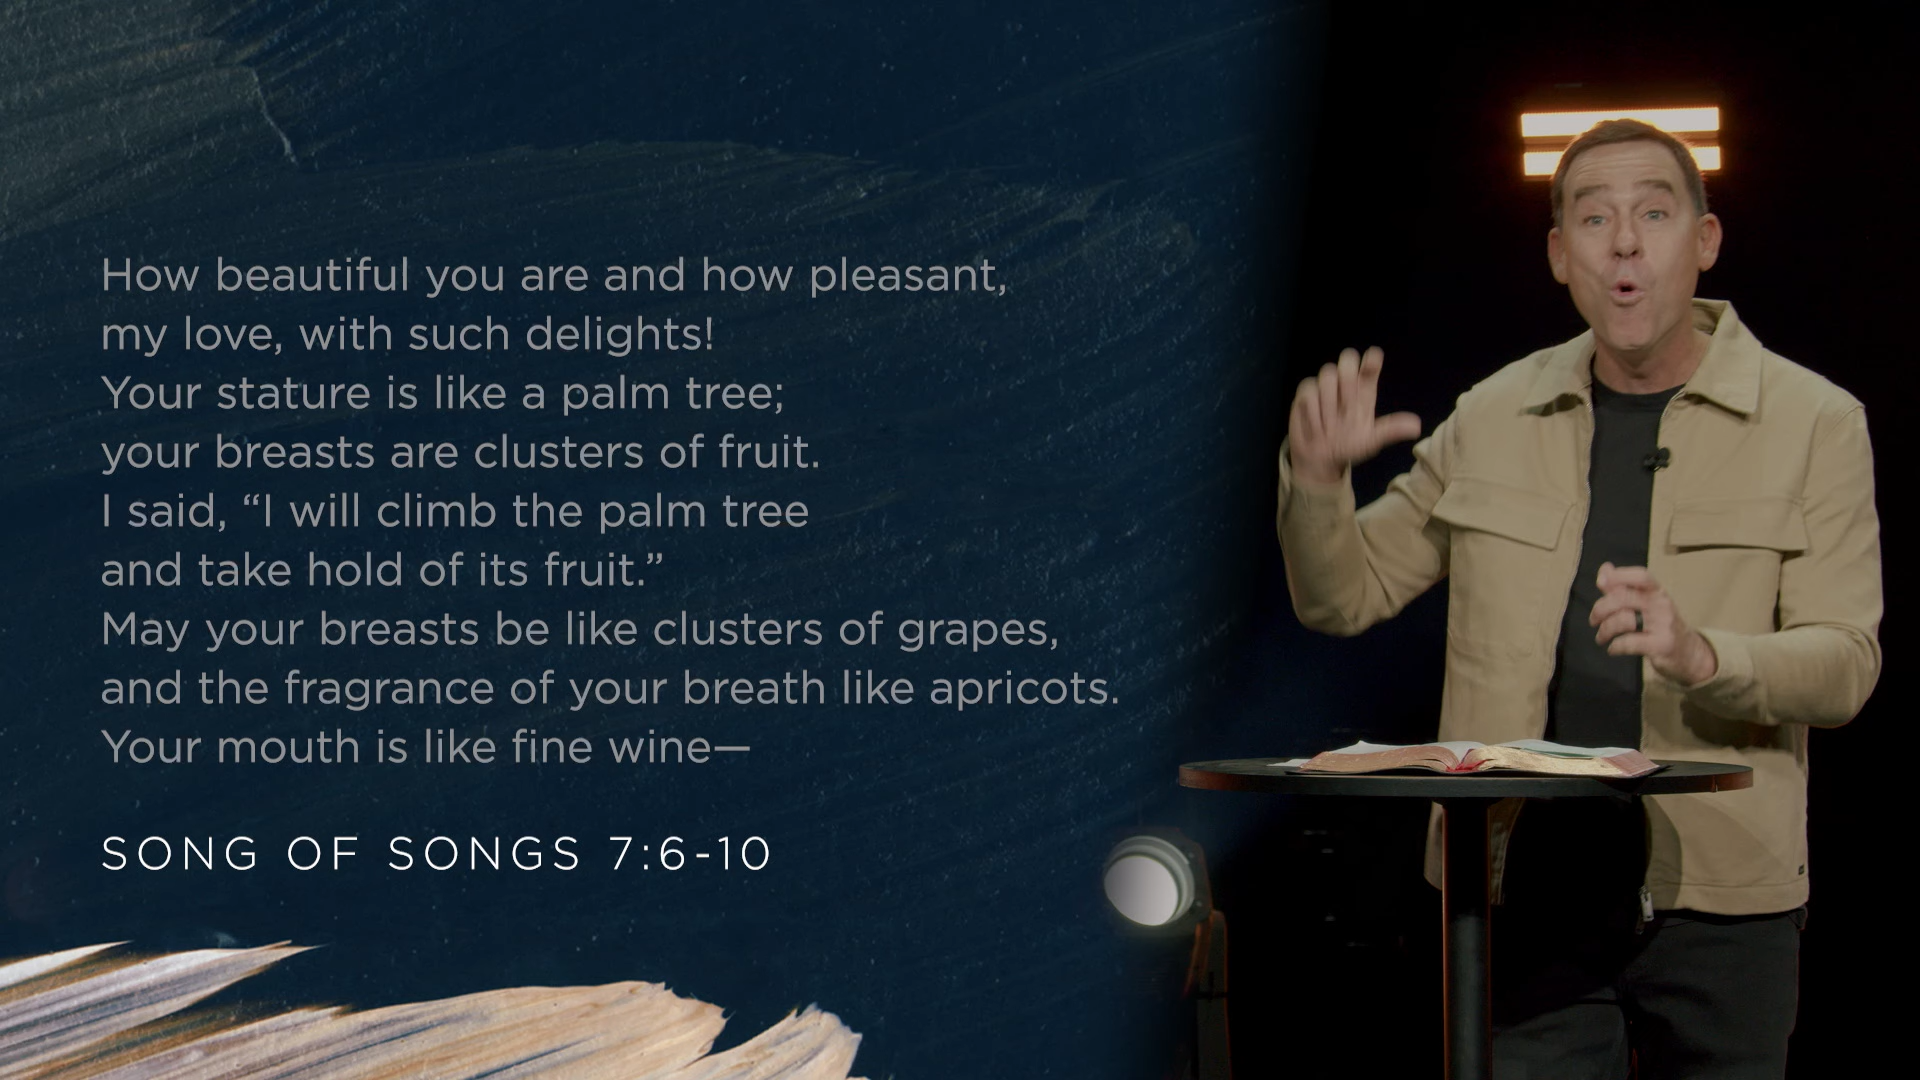 How beautiful you are and how pleasant,
my love, with such delights!
Your stature is like a palm tree;
your breasts are clusters of fruit.
I said, “I will climb the palm tree
and take hold of its fruit.”
May your breasts be like clusters of grapes,
and the fragrance of your breath like apricots.
Your mouth is like fine wine—
SONG OF SONGS 7:6-10